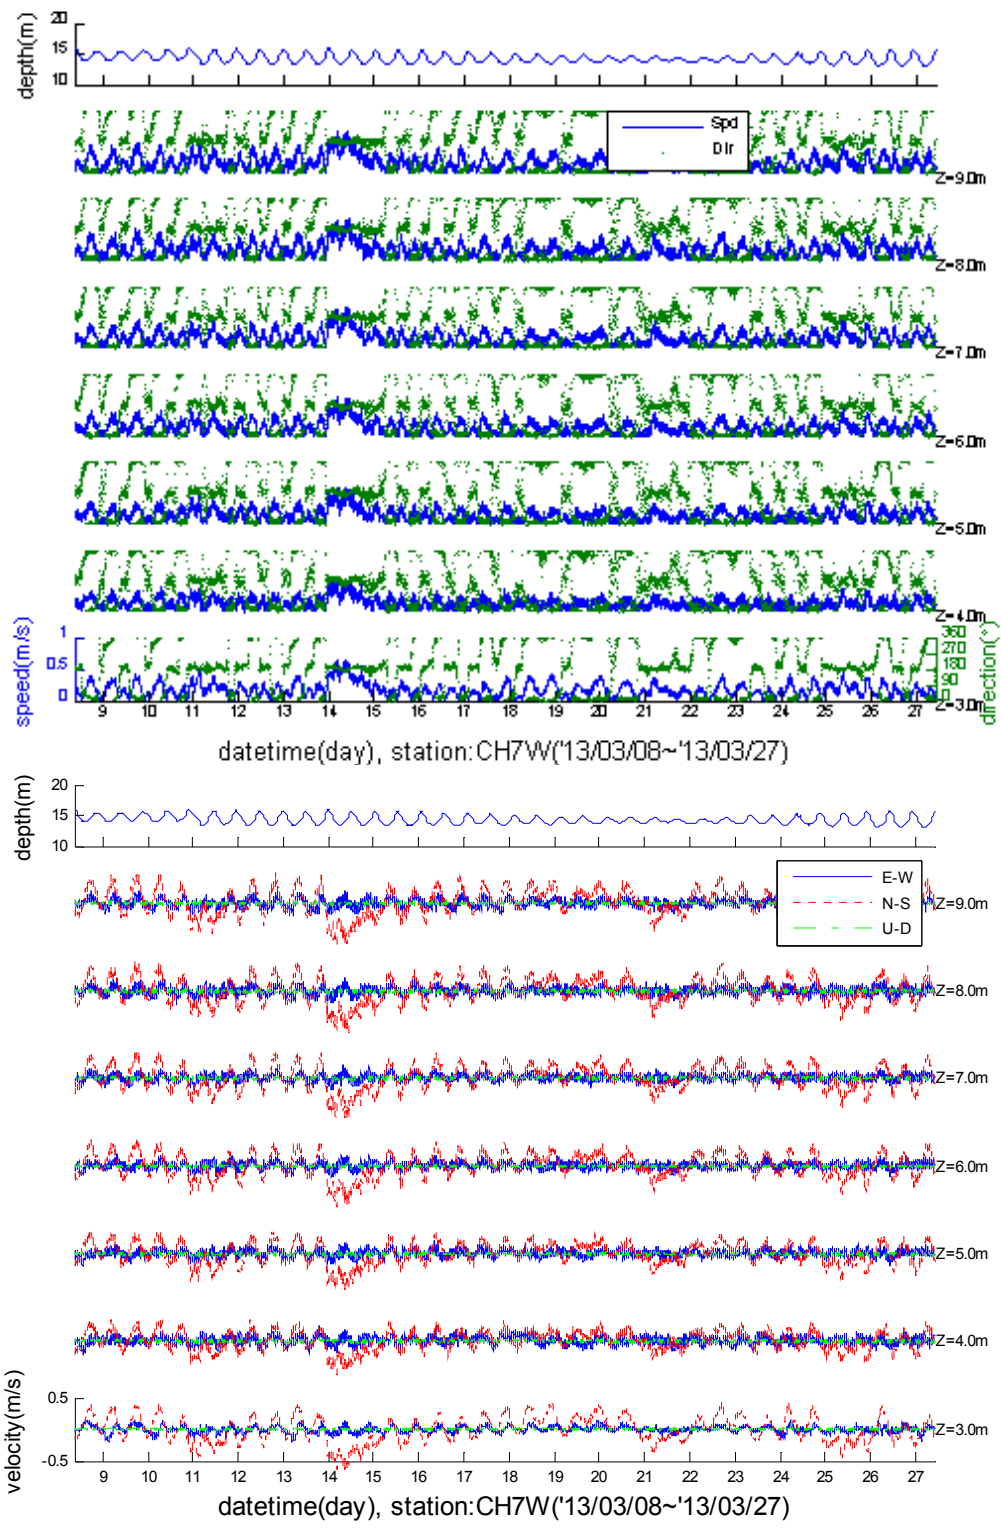 depth(m)
20
15
10
Spd
Dir
Z=9.0m
Z=8.0m
Z=7.0m
Z=6.0m
Z=5.0m
Z=4.0m
speed(m/s)
1
0.5
0
360
270
180
90
0
direction(°)
Z=3.0m
9 10 11 12 13 14 15 16 17 18 19 20 21 22 23 24 25 26 27
datetime(day), station:CH7W('13/03/08~'13/03/27)
depth(m)
20
15
10
E-W
N-S
U-D
Z=9.0m
Z=8.0m
Z=7.0m
Z=6.0m
Z=5.0m
Z=4.0m
velocity(m/s)
0.5
-0.5
Z=3.0m
9 10 11 12 13 14 15 16 17 18 19 20 21 22 23 24 25 26 27
datetime(day), station:CH7W('13/03/08~'13/03/27)